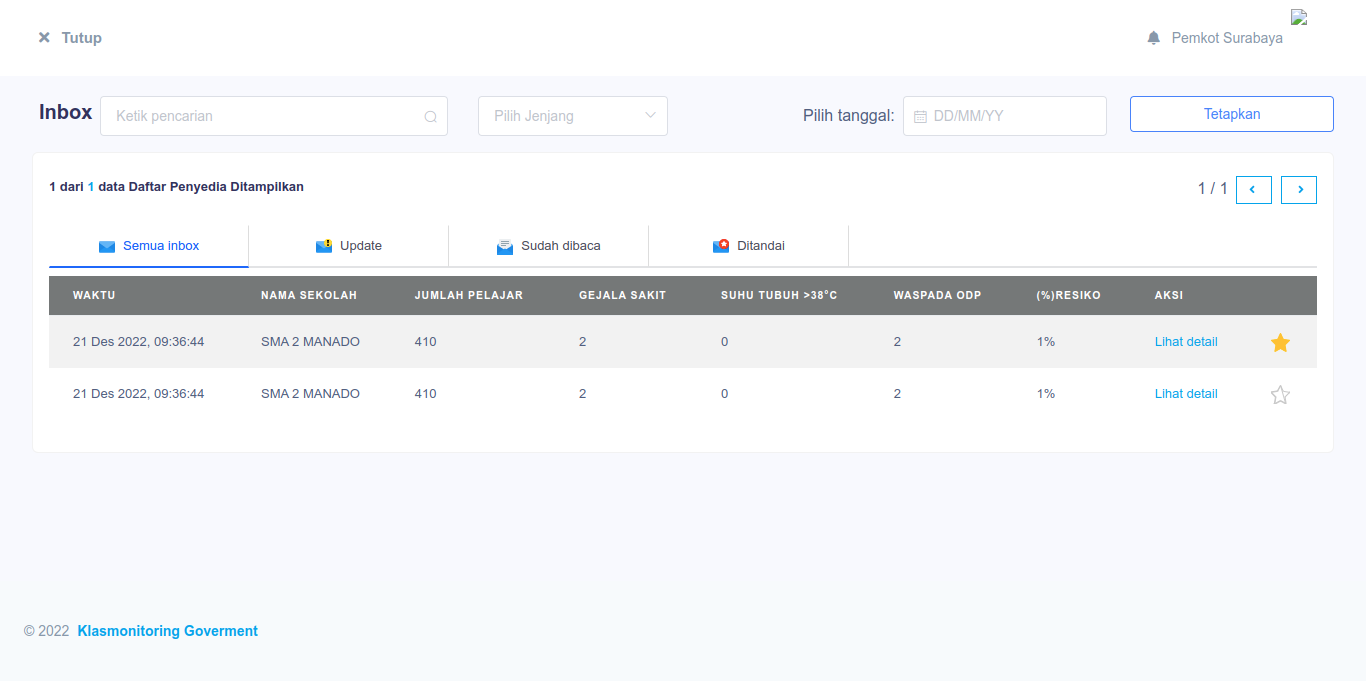 Tutup
Pemkot Surabaya
Inbox Ketik pencarian Pilih Jenjang Pilih tanggal: DD/MM/YY Tetapkan
1 dari 1 data Daftar Penyedia Ditampilkan 1 / 1
Semua inbox Update Sudah dibaca Ditandai
WAKTU NAMA SEKOLAH JUMLAH PELAJAR GEJALA SAKIT SUHU TUBUH >38°C WASPADA ODP (%)RESIKO AKSI
21 Des 2022, 09:36:44 SMA 2 MANADO 410 2 0 2 1% Lihat detail
21 Des 2022, 09:36:44 SMA 2 MANADO 410 2 0 2 1% Lihat detail
© 2022 Klasmonitoring Goverment